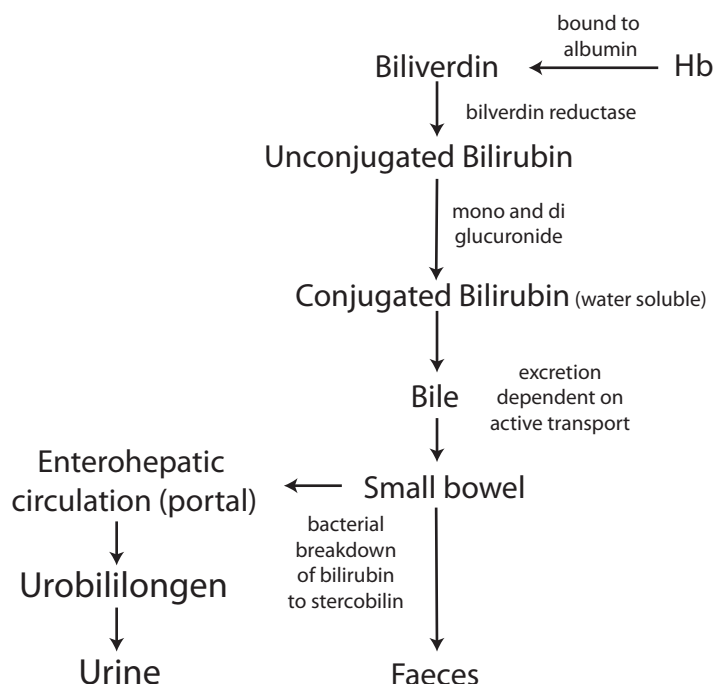 bound to
albumin
Biliverdin
Hb
bilverdin reductase
Unconjugated Bilirubin
mono and di
glucuronide
Conjugated Bilirubin (water soluble)
Bile
excretion
dependent on
active transport
Enterohepatic
circulation (portal)
Small bowel
bacterial
breakdown
of bilirubin
to stercobilin
Urobililongen
Urine
Faeces